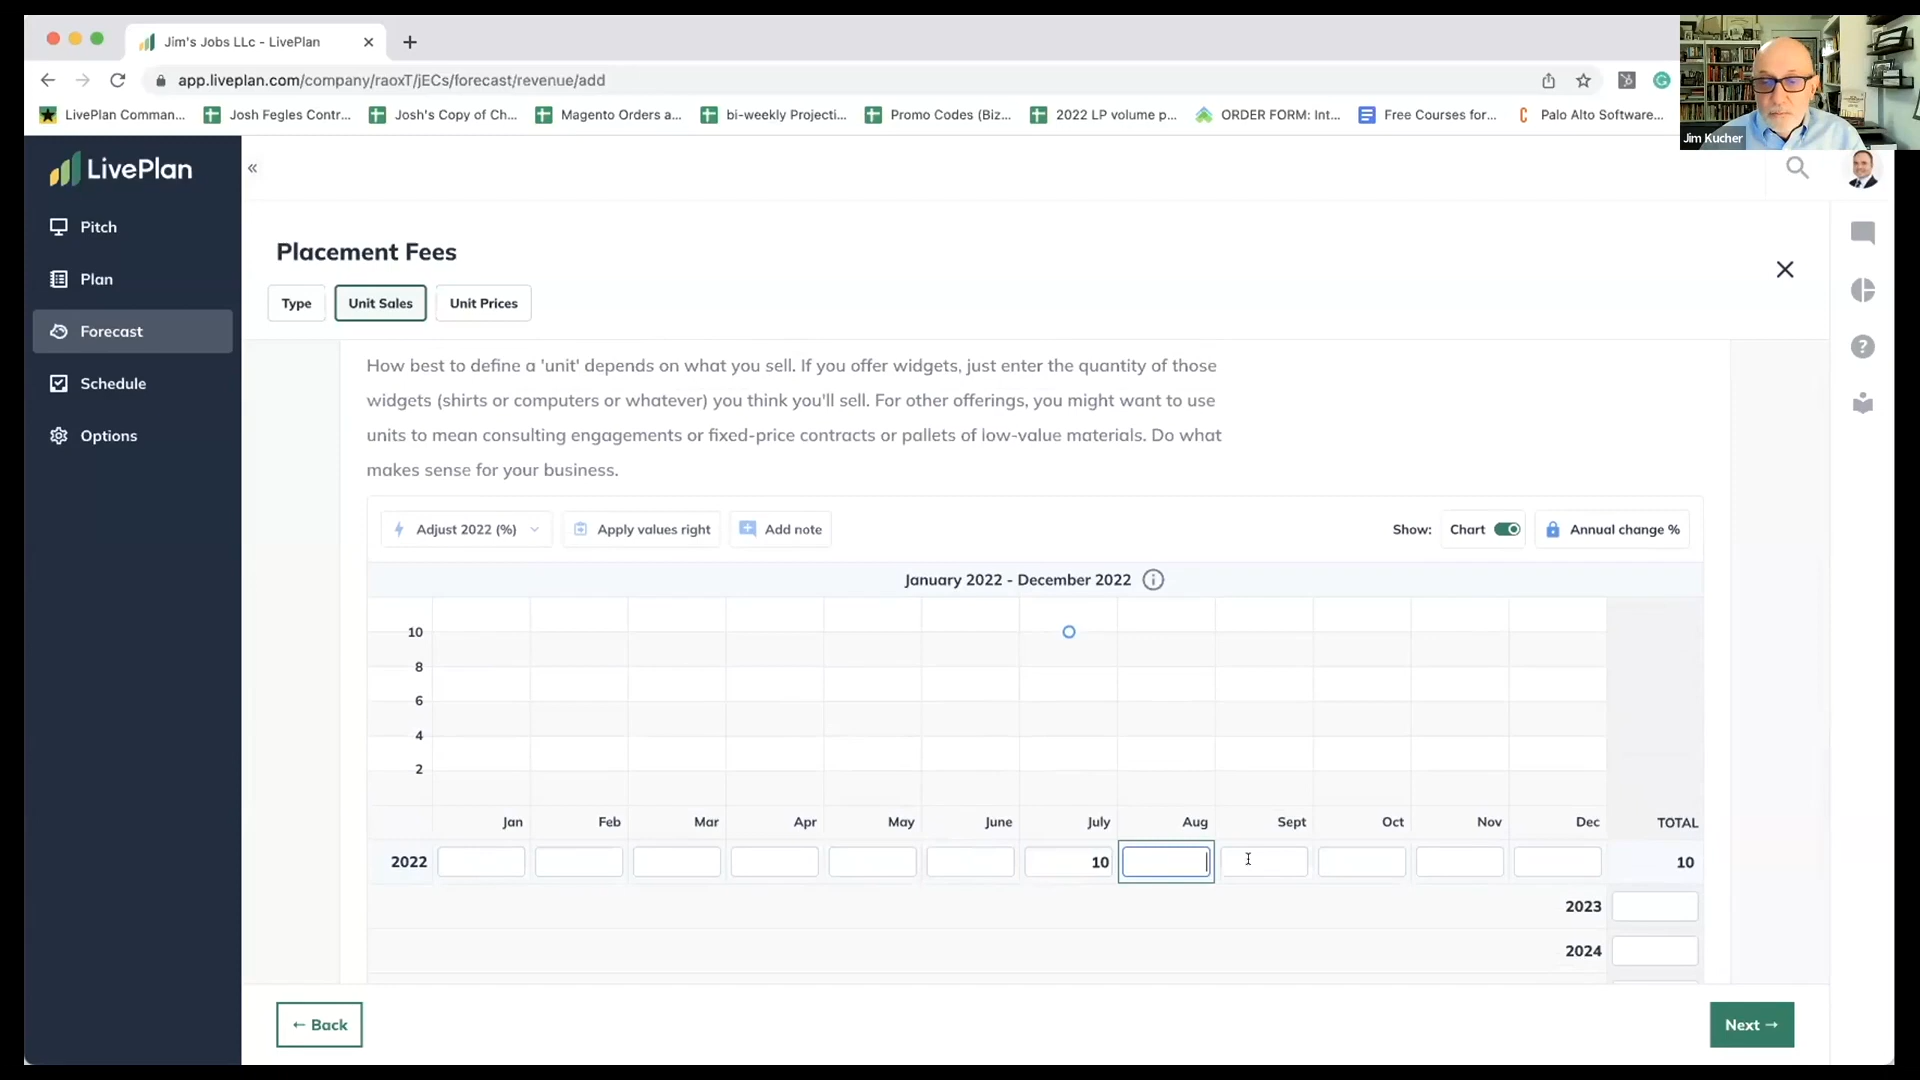 Jim's Jobs LLc - LivePlan
app.liveplan.com/company/raoxT/jECs/forecast/revenue/add
LivePlan Comman... Josh Fegles Contr... Josh's Copy of Ch... Magento Orders a... bi-weekly Projecti... Promo Codes (Biz... 2022 LP volume p... ORDER FORM: Int... Free Courses for... Palo Alto Software...
Jim Kucher
LivePlan
Pitch
Plan
Forecast
Schedule
Options
Placement Fees
Type Unit Sales Unit Prices
How best to define a 'unit' depends on what you sell. If you offer widgets, just enter the quantity of those
widgets (shirts or computers or whatever) you think you'll sell. For other offerings, you might want to use
units to mean consulting engagements or fixed-price contracts or pallets of low-value materials. Do what
makes sense for your business.
Adjust 2022 (%) Apply values right Add note Show: Chart Annual change %
January 2022 - December 2022
10
8
6
4
2
Jan Feb Mar Apr May June July Aug Sept Oct Nov Dec TOTAL
2022 10 10
2023
2024
← Back Next →